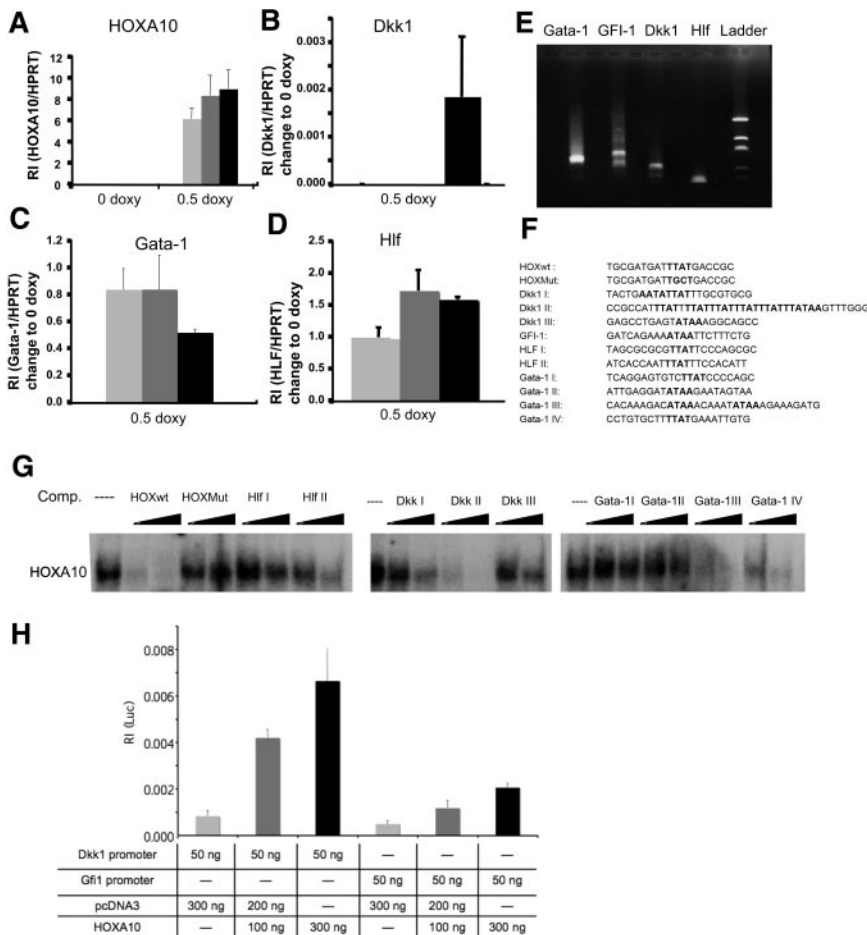 A
HOXA10
RI (HOXA10/HPRT)
12
10
8
6
4
2
0
0 doxy
0.5 doxy
B
Dkk1
RI (Dkk1/HPRT)
change to 0 doxy
0.003
0.002
0.002
0.001
0.001
0.000
0.5 doxy
C
Gata-1
RI (Gata-1/HPRT)
change to 0 doxy
1.2
1.0
0.8
0.6
0.4
0.2
0.0
0.5 doxy
D
Hlf
RI (HLF/HPRT)
change to 0 doxy
2.5
2.0
1.5
1.0
0.5
0.0
0.5 doxy
E
Gata-1 GFI-1 Dkk1 Hlf Ladder
F
HOXwt : TGCGATGATTTATGACCGC
HOXMut: TGCGATGATTGCTGACCGC
Dkk1 I: TACTGAATATTATTTGCGTGCG
Dkk1 II: CCGCCATTTTATTTTATTTATTTATTTATTTATAAGTTTGGG
Dkk1 III: GAGCCTGAGTATAAAGGCAGCC
GFI-1: GATCAGAAAATAATTCTTTCTG
HLF I: TAGCGCGCGTTATTCCCAGCGC
HLF II: ATCACCAATTTATTTCCACATT
Gata-1 I: TCAGGAGTGTCTTATCCCCAGC
Gata-1 II: ATTGAGGATATAAGAATAGTAA
Gata-1 III: CACAAAGACATAAACAAATATAAAGAAAGATG
Gata-1 IV: CCTGTGCTTTTATGAAATTGTG
G
Comp. ---- HOXwt HOXMut Hlf I Hlf II ---- Dkk I Dkk II Dkk III ---- Gata-1I Gata-1II Gata-1III Gata-1 IV
HOXA10
H
RI (Luc)
0.008
0.006
0.004
0.002
0.000
Dkk1 promoter 50 ng 50 ng 50 ng — — —
Gfi1 promoter — — — 50 ng 50 ng 50 ng
pcDNA3 300 ng 200 ng — 300 ng 200 ng —
HOXA10 — 100 ng 300 ng — 100 ng 300 ng